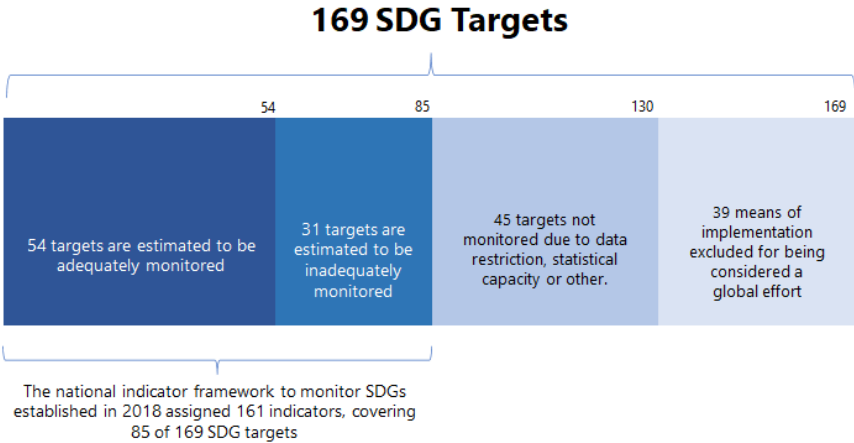 169 SDG Targets
54
85
130
169
54 targets are estimated to be
adequately monitored
31 targets are
estimated to be
inadequately
monitored
45 targets not
monitored due to data
restriction, statistical
capacity or other.
39 means of
implementation
excluded for being
considered a
global effort
The national indicator framework to monitor SDGs
established in 2018 assigned 161 indicators, covering
85 of 169 SDG targets